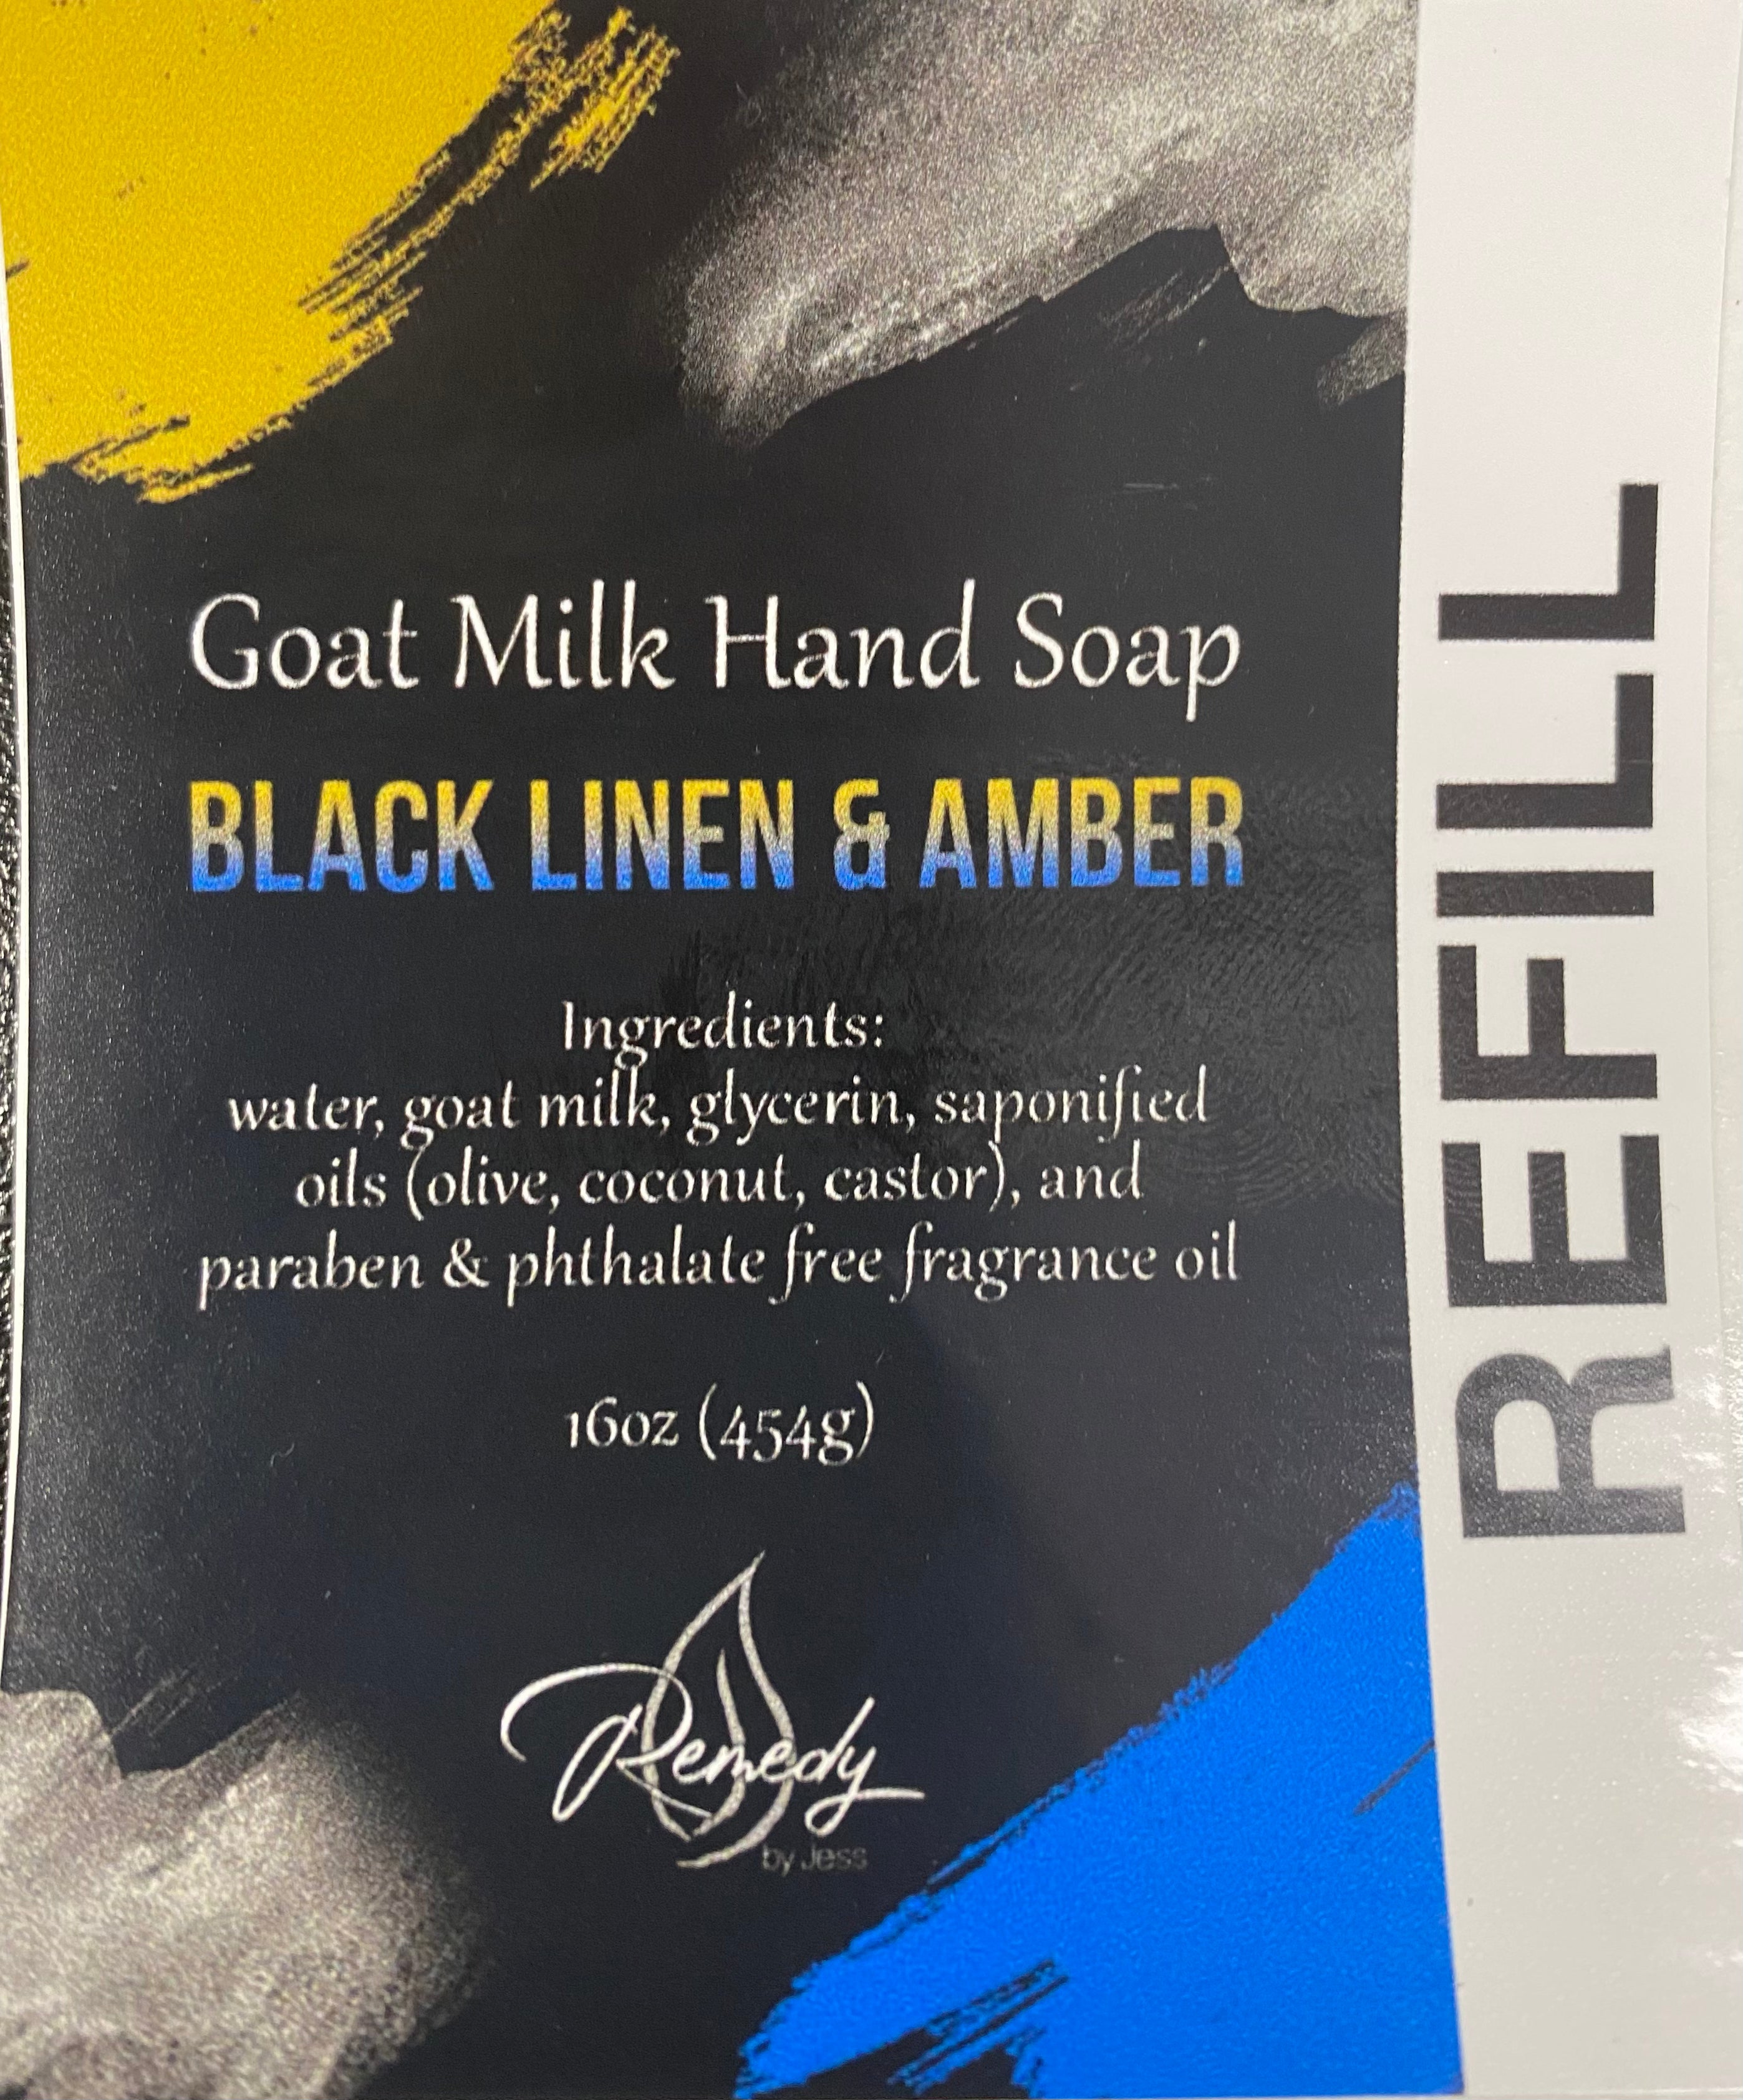 Goat Milk Hand Soap
BLACK LINEN & AMBER
Ingredients:
water, goat milk, glycerin, saponified
oils (olive, coconut, castor), and
paraben & phthalate free fragrance oil
16oz (454g)
Remedy
by Jess
REFILL